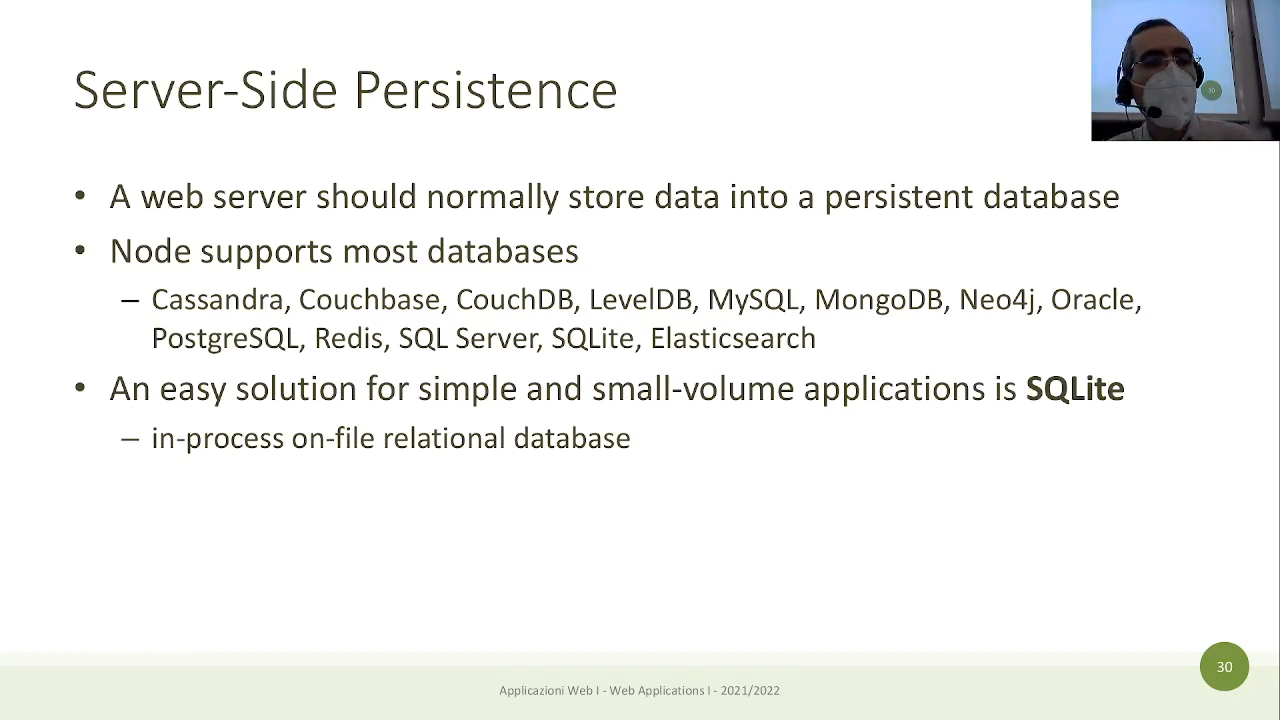 Server-Side Persistence
• A web server should normally store data into a persistent database
• Node supports most databases
– Cassandra, Couchbase, CouchDB, LevelDB, MySQL, MongoDB, Neo4j, Oracle,
PostgreSQL, Redis, SQL Server, SQLite, Elasticsearch
• An easy solution for simple and small-volume applications is SQLite
– in-process on-file relational database
30
Applicazioni Web I - Web Applications I - 2021/2022
30